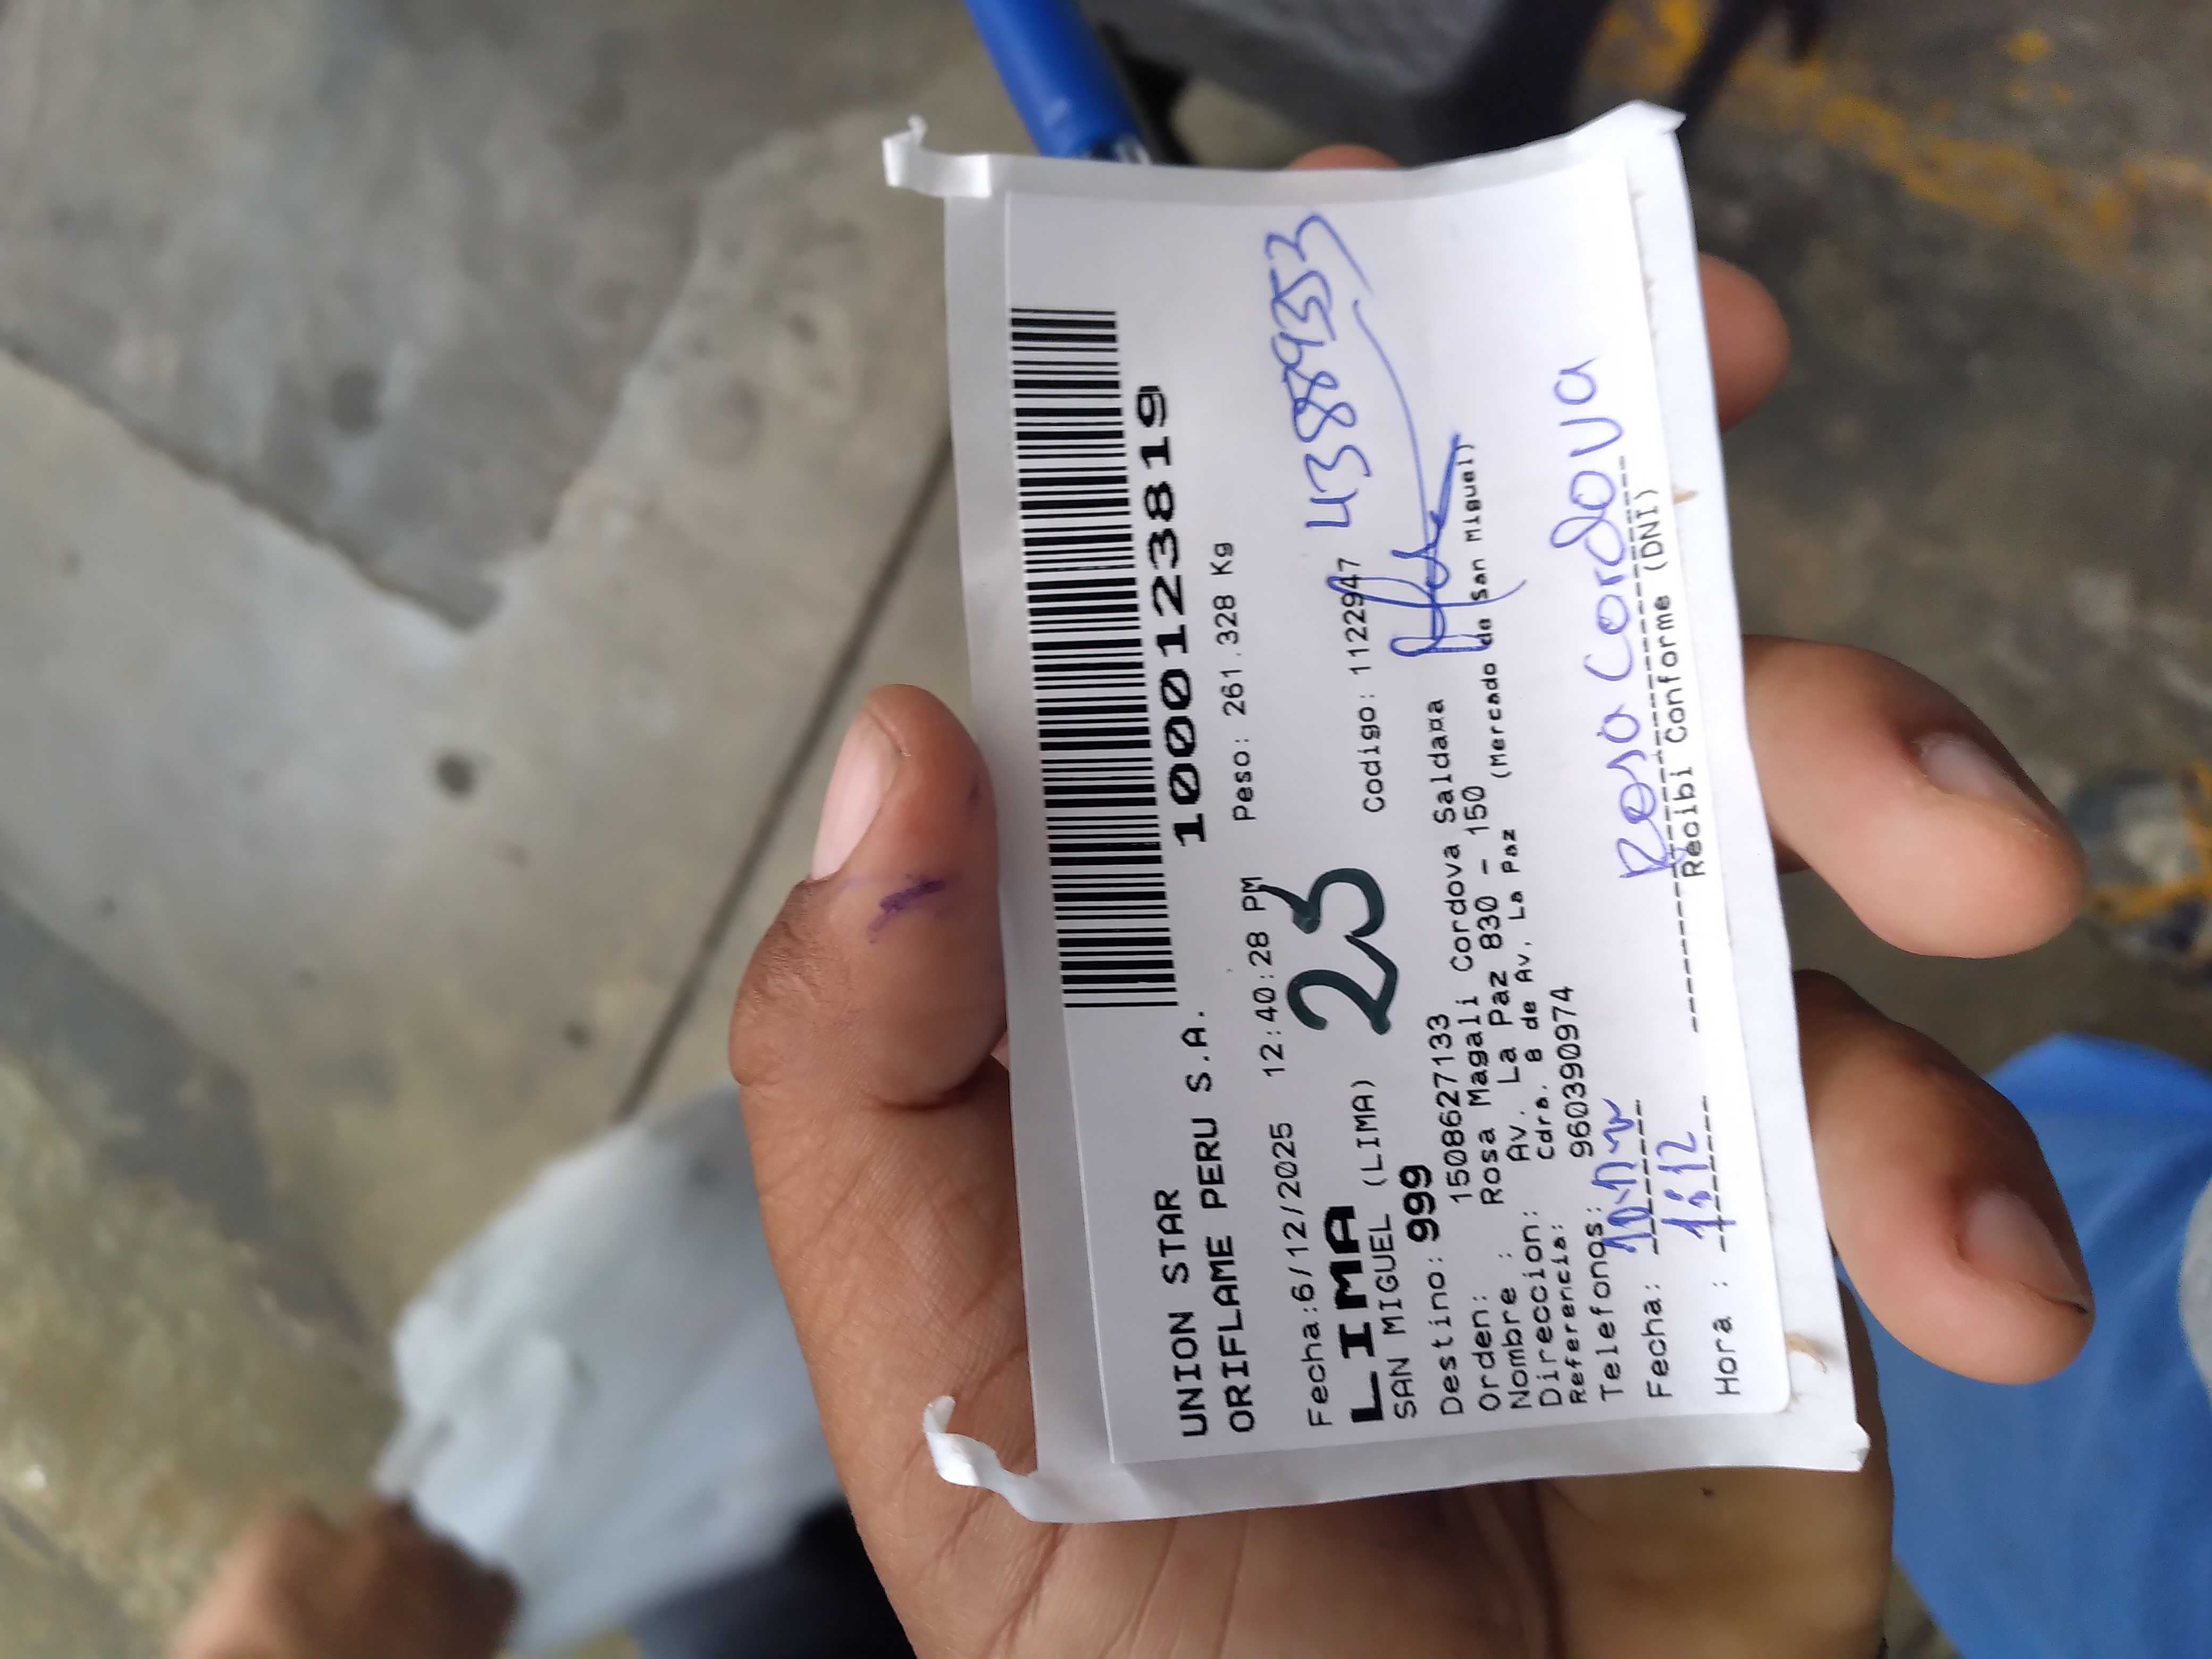 UNION STAR
ORIFLAME PERU S.A. 1000123819
Fecha:6/12/2025 12:40:28 PM Peso: 261.328 Kg
LIMA
SAN MIGUEL (LIMA) 23 Codigo: 1122947 43889353
Destino: 999
Orden: 1508627133
Nombre : Rosa Magali Cordova Saldaña
Direccion: Av. La Paz 830 - 150
Referencia: Cdra. 8 de Av. La Paz (Mercado de San Miguel)
Telefonos: 960390974
Fecha: Rosa Cordova
Hora : 1:12 Recibi Conforme (DNI)